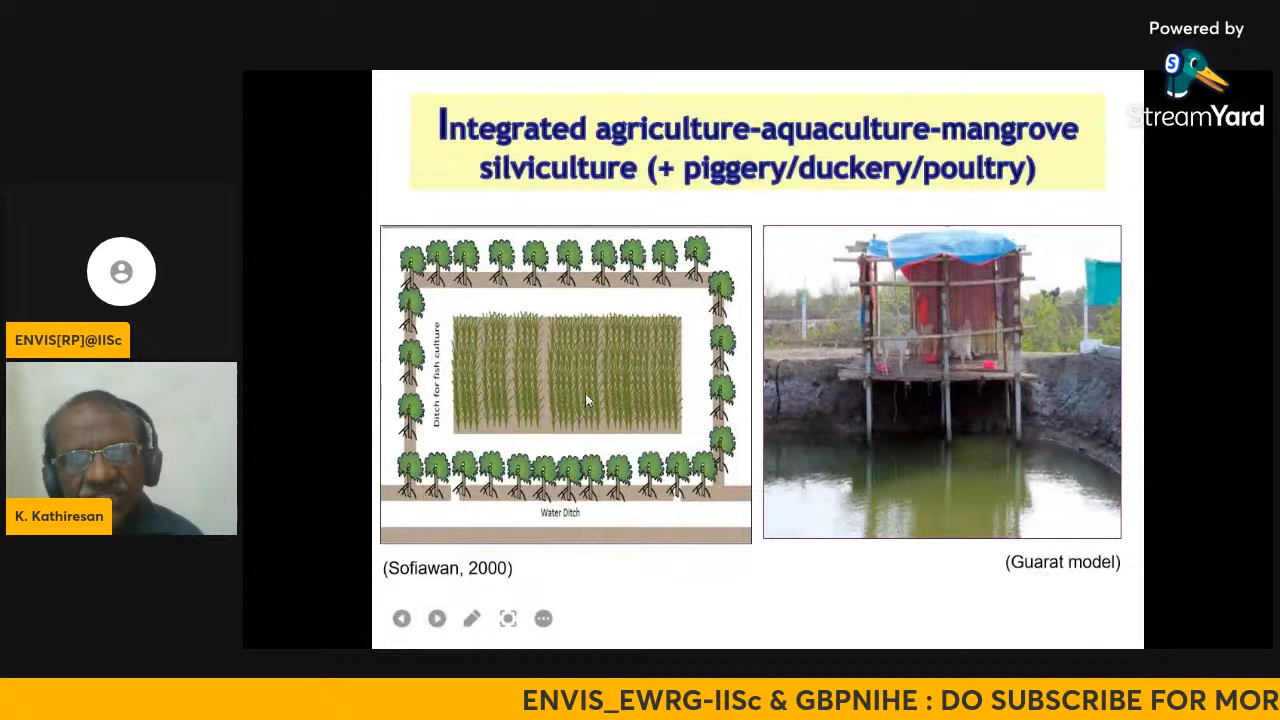 Powered by
StreamYard
Integrated agriculture-aquaculture-mangrove
silviculture (+ piggery/duckery/poultry)
Ditch for fish culture
Water Ditch
(Sofiawan, 2000)
(Guarat model)
ENVIS[RP]@IISc
K. Kathiresan
ENVIS_EWRG-IISc & GBPNIHE : DO SUBSCRIBE FOR MOR